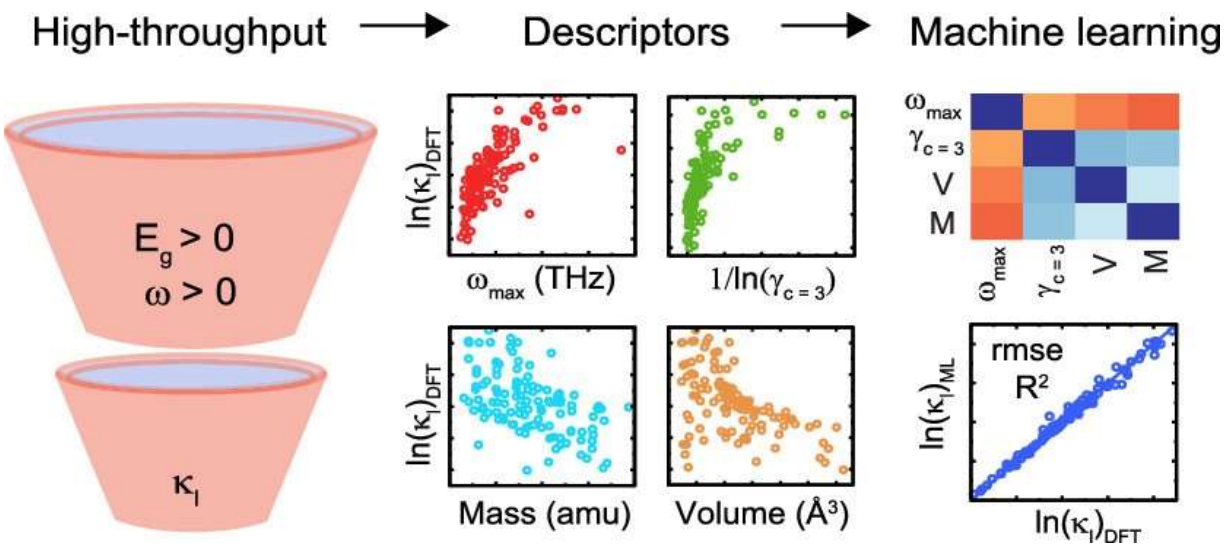 High-throughput → Descriptors → Machine learning
E_g > 0
ω > 0
κ_l
ln(κ_l)_DFT
ω_max (THz)
1/ln(γ_c = 3)
ln(κ_l)_DFT
Mass (amu)
Volume (Å³)
ω_max
γ_c = 3
V
M
ω_max
γ_c = 3
V
M
rmse
R²
ln(κ_l)_ML
ln(κ_l)_DFT